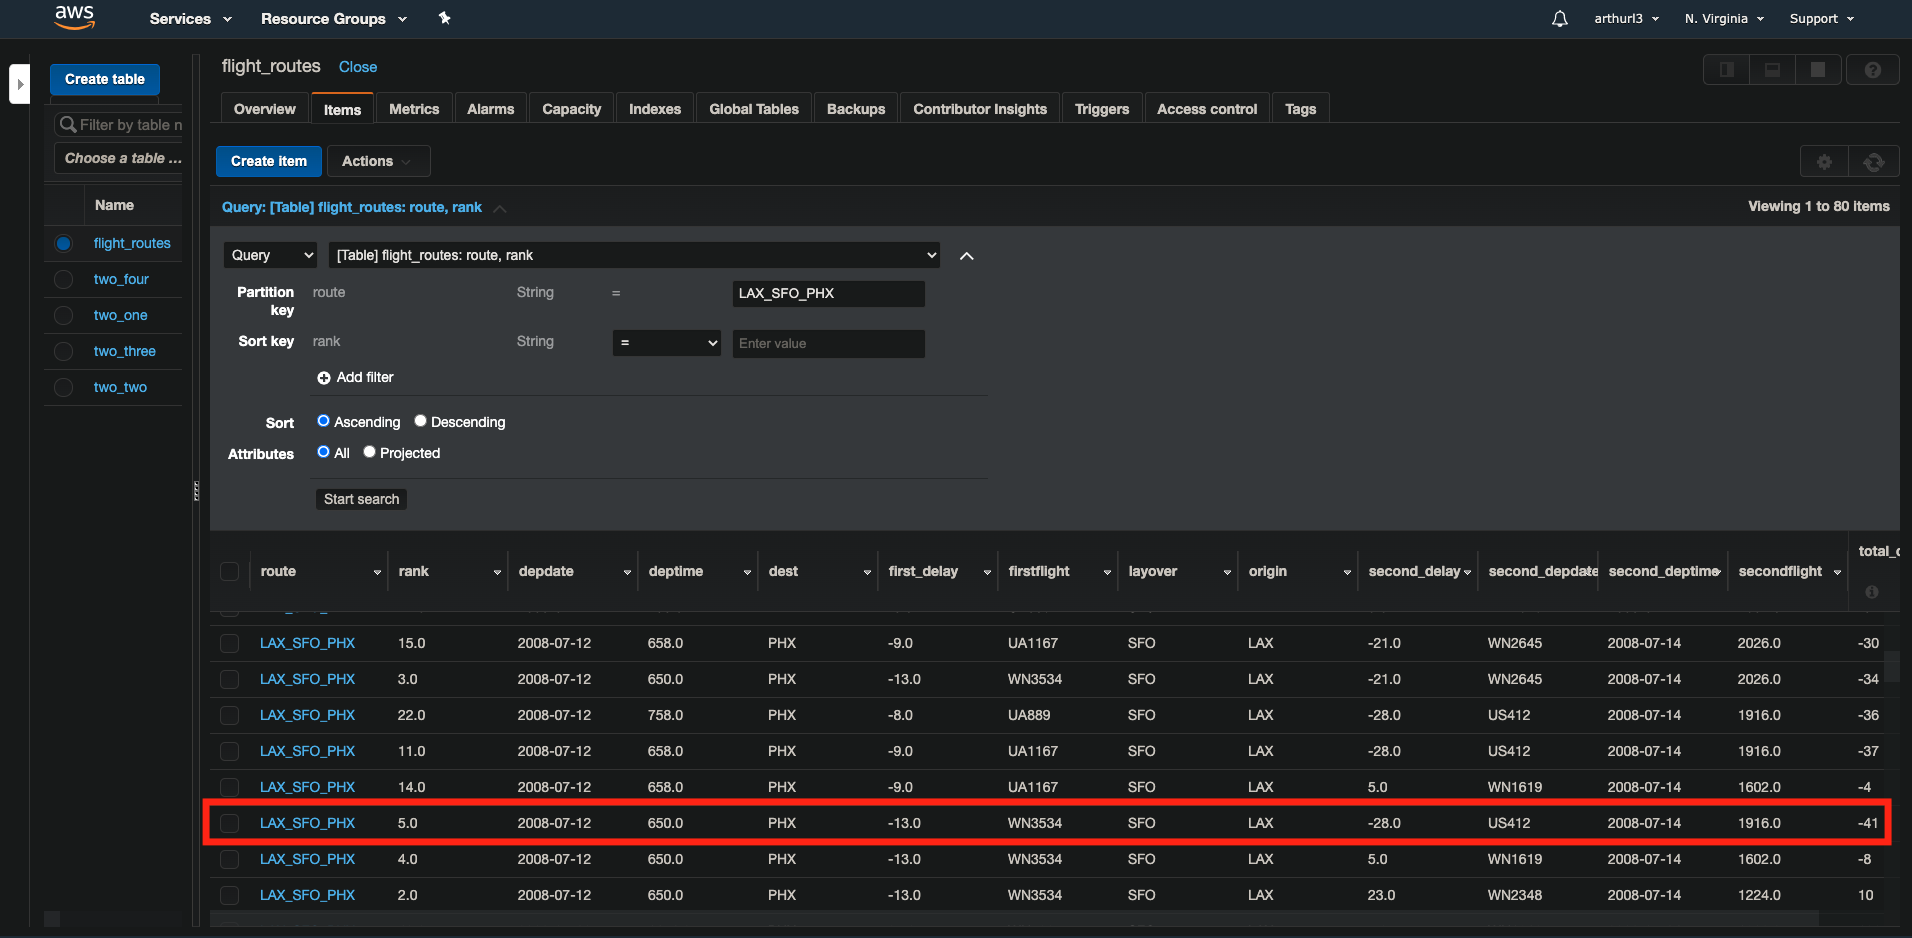 aws Services Resource Groups arthurl3 N. Virginia Support
Create table
Filter by table n
Choose a table ...
Name
flight_routes
two_four
two_one
two_three
two_two
flight_routes Close
Overview Items Metrics Alarms Capacity Indexes Global Tables Backups Contributor Insights Triggers Access control Tags
Create item Actions
Query: [Table] flight_routes: route, rank Viewing 1 to 80 items
Query [Table] flight_routes: route, rank
Partition key route String = LAX_SFO_PHX
Sort key rank String = Enter value
Add filter
Sort Ascending Descending
Attributes All Projected
Start search
route rank depdate deptime dest first_delay firstflight layover origin second_delay second_depdate second_deptime secondflight total_
LAX_SFO_PHX 15.0 2008-07-12 658.0 PHX -9.0 UA1167 SFO LAX -21.0 WN2645 2008-07-14 2026.0 -30
LAX_SFO_PHX 3.0 2008-07-12 650.0 PHX -13.0 WN3534 SFO LAX -21.0 WN2645 2008-07-14 2026.0 -34
LAX_SFO_PHX 22.0 2008-07-12 758.0 PHX -8.0 UA889 SFO LAX -28.0 US412 2008-07-14 1916.0 -36
LAX_SFO_PHX 11.0 2008-07-12 658.0 PHX -9.0 UA1167 SFO LAX -28.0 US412 2008-07-14 1916.0 -37
LAX_SFO_PHX 14.0 2008-07-12 658.0 PHX -9.0 UA1167 SFO LAX 5.0 WN1619 2008-07-14 1602.0 -4
LAX_SFO_PHX 5.0 2008-07-12 650.0 PHX -13.0 WN3534 SFO LAX -28.0 US412 2008-07-14 1916.0 -41
LAX_SFO_PHX 4.0 2008-07-12 650.0 PHX -13.0 WN3534 SFO LAX 5.0 WN1619 2008-07-14 1602.0 -8
LAX_SFO_PHX 2.0 2008-07-12 650.0 PHX -13.0 WN3534 SFO LAX 23.0 WN2348 2008-07-14 1224.0 10